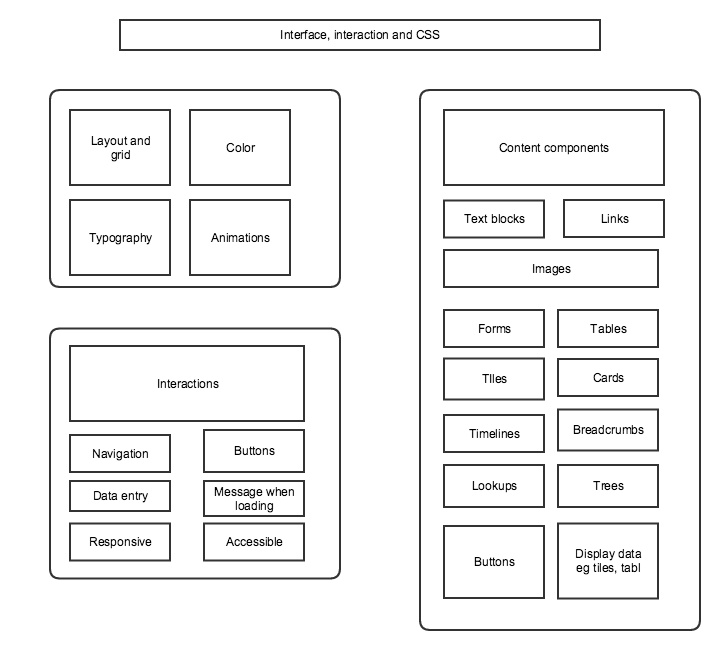 Interface, interaction and CSS
Layout and
grid
Color
Typography
Animations
Interactions
Navigation
Buttons
Data entry
Message when
loading
Responsive
Accessible
Content components
Text blocks
Links
Images
Forms
Tables
TIles
Cards
Timelines
Breadcrumbs
Lookups
Trees
Buttons
Display data
eg tiles, tabl